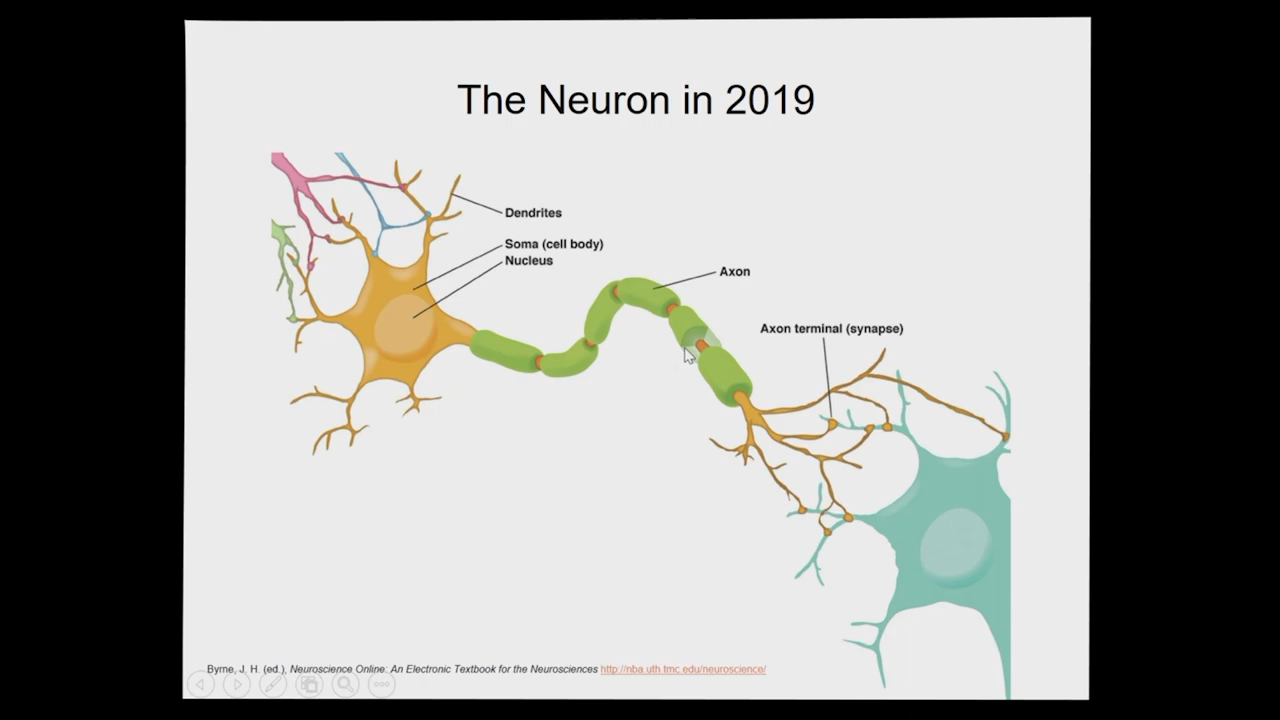 The Neuron in 2019
Dendrites
Soma (cell body)
Nucleus
Axon
Axon terminal (synapse)
Byrne, J. H. (ed.), Neuroscience Online: An Electronic Textbook for the Neurosciences http://nba.uth.tmc.edu/neuroscience/